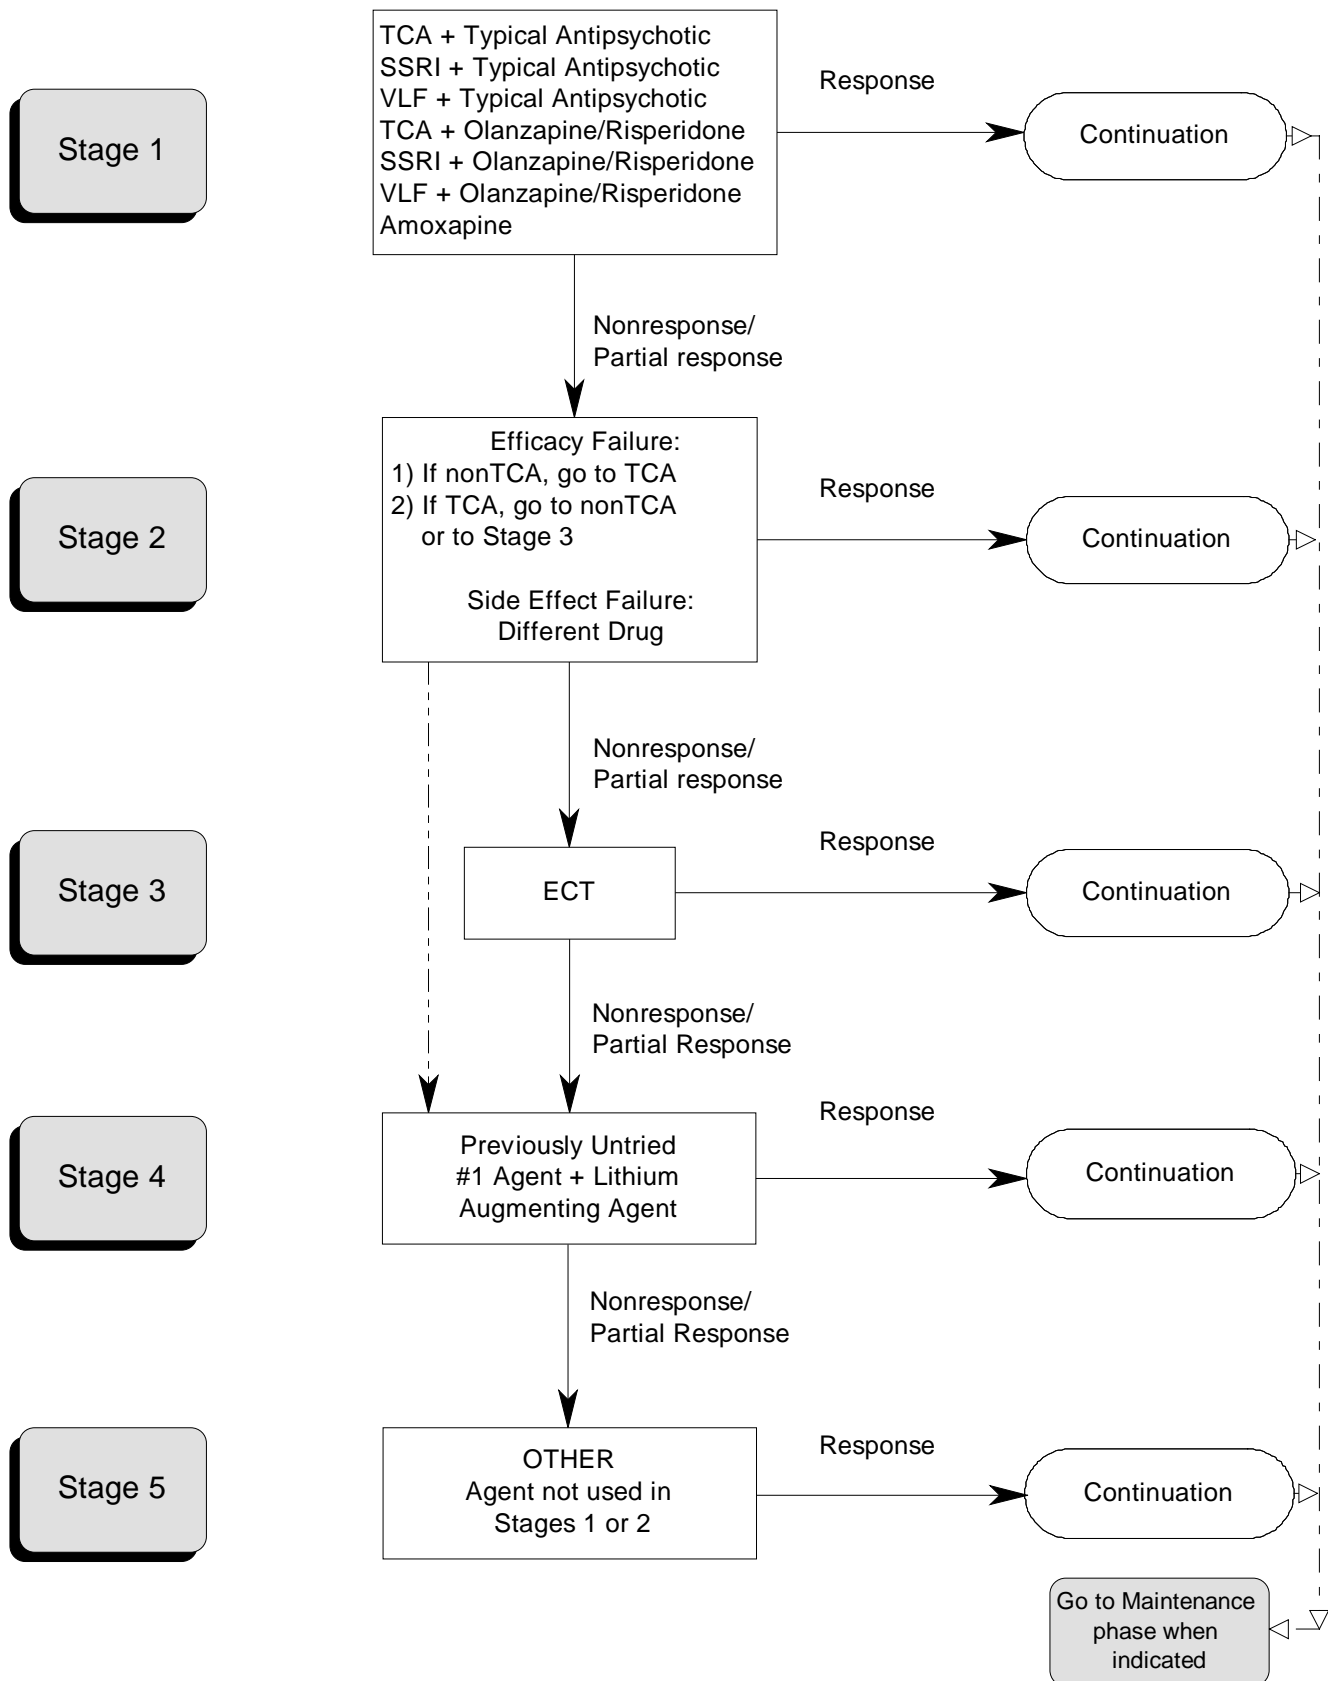 TCA + Typical Antipsychotic
SSRI + Typical Antipsychotic
VLF + Typical Antipsychotic
TCA + Olanzapine/Risperidone
SSRI + Olanzapine/Risperidone
VLF + Olanzapine/Risperidone
Amoxapine
Stage 1
Response
Continuation
Nonresponse/
Partial response
Stage 2
Efficacy Failure:
1) If nonTCA, go to TCA
2) If TCA, go to nonTCA
or to Stage 3
Side Effect Failure:
Different Drug
Response
Continuation
Nonresponse/
Partial response
Stage 3
ECT
Response
Continuation
Nonresponse/
Partial Response
Stage 4
Previously Untried
#1 Agent + Lithium
Augmenting Agent
Response
Continuation
Nonresponse/
Partial Response
Stage 5
OTHER
Agent not used in
Stages 1 or 2
Response
Continuation
Go to Maintenance
phase when
indicated